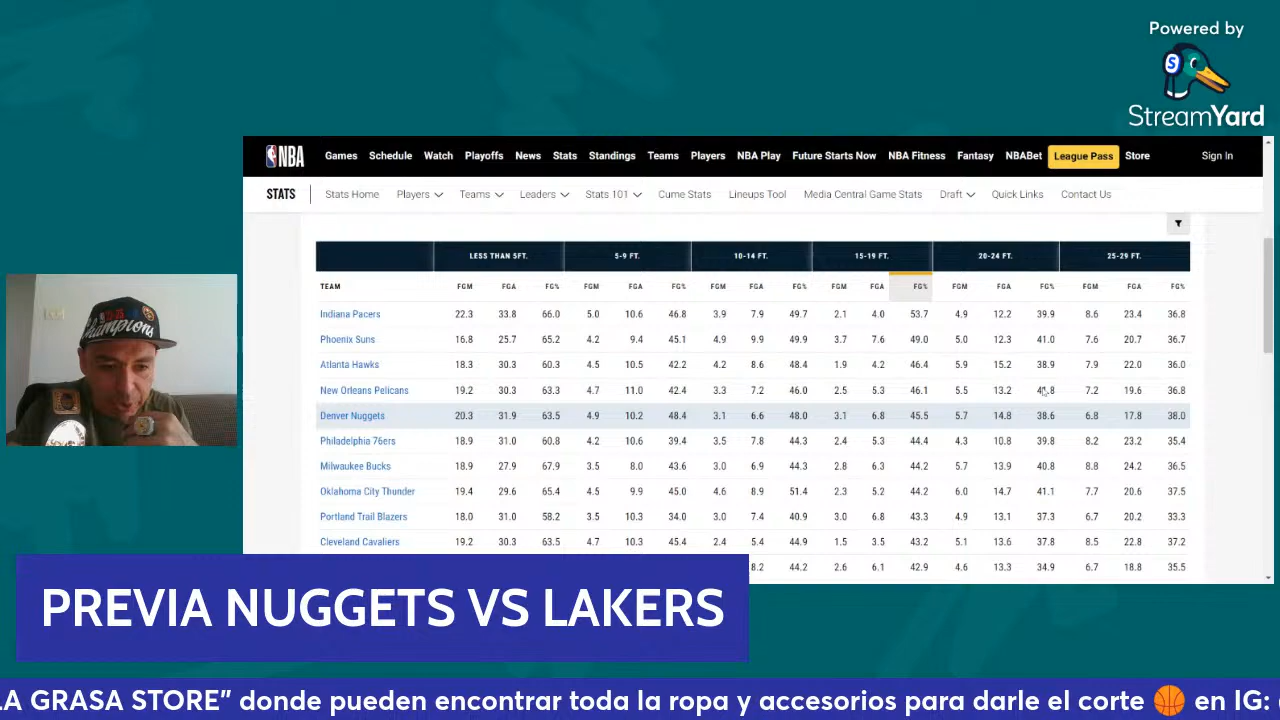 Powered by
StreamYard
NBA Games Schedule Watch Playoffs News Stats Standings Teams Players NBA Play Future Starts Now NBA Fitness Fantasy NBABet League Pass Store Sign In
STATS Stats Home Players Teams Leaders Stats 101 Cume Stats Lineups Tool Media Central Game Stats Draft Quick Links Contact Us
LESS THAN 5FT. 5-9 FT. 10-14 FT. 15-19 FT. 20-24 FT. 25-29 FT.
TEAM FGM FGA FG% FGM FGA FG% FGM FGA FG% FGM FGA FG% FGM FGA FG% FGM FGA FG%
Indiana Pacers 22.3 33.8 66.0 5.0 10.6 46.8 3.9 7.9 49.7 2.1 4.0 53.7 4.9 12.2 39.9 8.6 23.4 36.8
Phoenix Suns 16.8 25.7 65.2 4.2 9.4 45.1 4.9 9.9 49.9 3.7 7.6 49.0 5.0 12.3 41.0 7.6 20.7 36.7
Atlanta Hawks 18.3 30.3 60.3 4.5 10.5 42.2 4.2 8.6 48.4 1.9 4.2 46.4 5.9 15.2 38.9 7.9 22.0 36.0
New Orleans Pelicans 19.2 30.3 63.3 4.7 11.0 42.4 3.3 7.2 46.0 2.5 5.3 46.1 5.5 13.2 7.2 19.6 36.8
Denver Nuggets 20.3 31.9 63.5 4.9 10.2 48.4 3.1 6.6 48.0 3.1 6.8 45.5 5.7 14.8 38.6 6.8 17.8 38.0
Philadelphia 76ers 18.9 31.0 60.8 4.2 10.6 39.4 3.5 7.8 44.3 2.4 5.3 44.4 4.3 10.8 39.8 8.2 23.2 35.4
Milwaukee Bucks 18.9 27.9 67.9 3.5 8.0 43.6 3.0 6.9 44.3 2.8 6.3 44.2 5.7 13.9 40.8 8.8 24.2 36.5
Oklahoma City Thunder 19.4 29.6 65.4 4.5 9.9 45.0 4.6 8.9 51.4 2.3 5.2 44.2 6.0 14.7 41.1 7.7 20.6 37.5
Portland Trail Blazers 18.0 31.0 58.2 3.5 10.3 34.0 3.0 7.4 40.9 3.0 6.8 43.3 4.9 13.1 37.3 6.7 20.2 33.3
Cleveland Cavaliers 19.2 30.3 63.5 4.7 10.3 45.4 2.4 5.4 44.9 1.5 3.5 43.2 5.1 13.6 37.8 8.5 22.8 37.2
8.2 44.2 2.6 6.1 42.9 4.6 13.3 34.9 6.7 18.8 35.5
Champions
PREVIA NUGGETS VS LAKERS
LA GRASA STORE" donde pueden encontrar toda la ropa y accesorios para darle el corte 🏀 en IG: